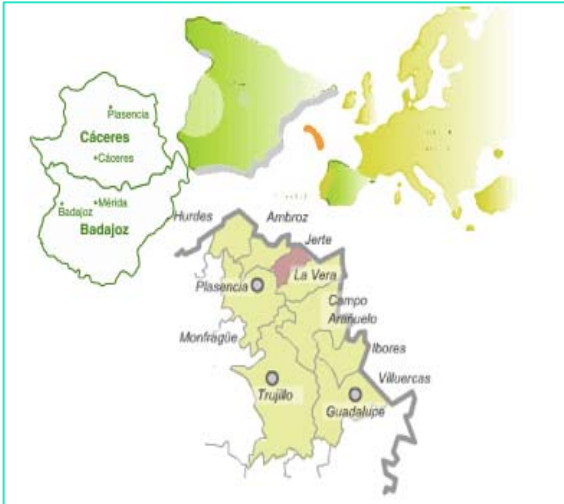 Plasencia
Cáceres
Cáceres
Mérida
Badajoz
Badajoz
Hurdes
Ambroz
Jerte
La Vera
Plasencia
Campo
Arañuelo
Monfragüe
Ibores
Villuercas
Trujillo
Guadalupe